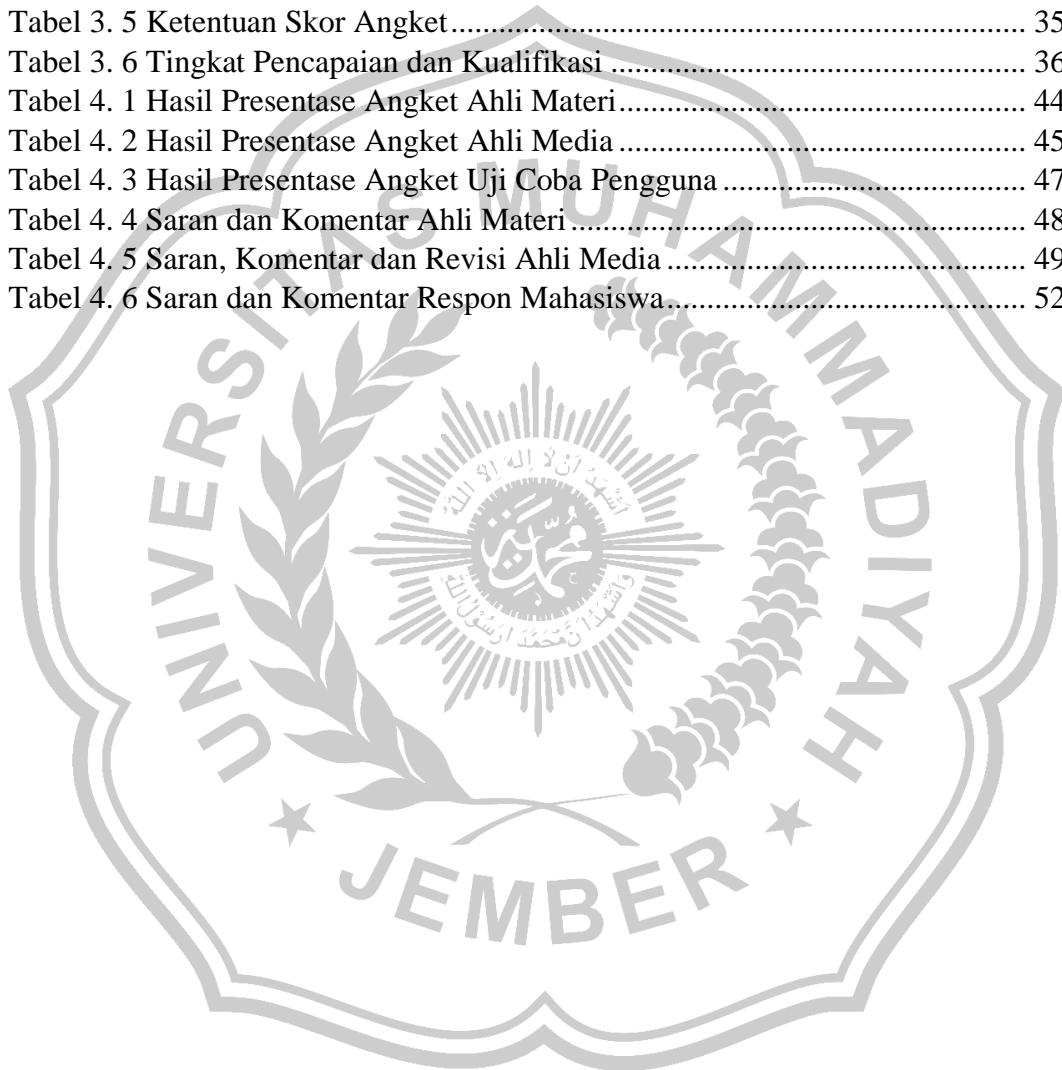 Tabel 3. 5 Ketentuan Skor Angket........................................................................ 35
Tabel 3. 6 Tingkat Pencapaian dan Kualifikasi .................................................... 36
Tabel 4. 1 Hasil Presentase Angket Ahli Materi................................................... 44
Tabel 4. 2 Hasil Presentase Angket Ahli Media................................................... 45
Tabel 4. 3 Hasil Presentase Angket Uji Coba Pengguna ..................................... 47
Tabel 4. 4 Saran dan Komentar Ahli Materi ........................................................ 48
Tabel 4. 5 Saran, Komentar dan Revisi Ahli Media ............................................ 49
Tabel 4. 6 Saran dan Komentar Respon Mahasiswa............................................ 52
UNIVERSITAS MUHAMMADIYAH
JEMBER